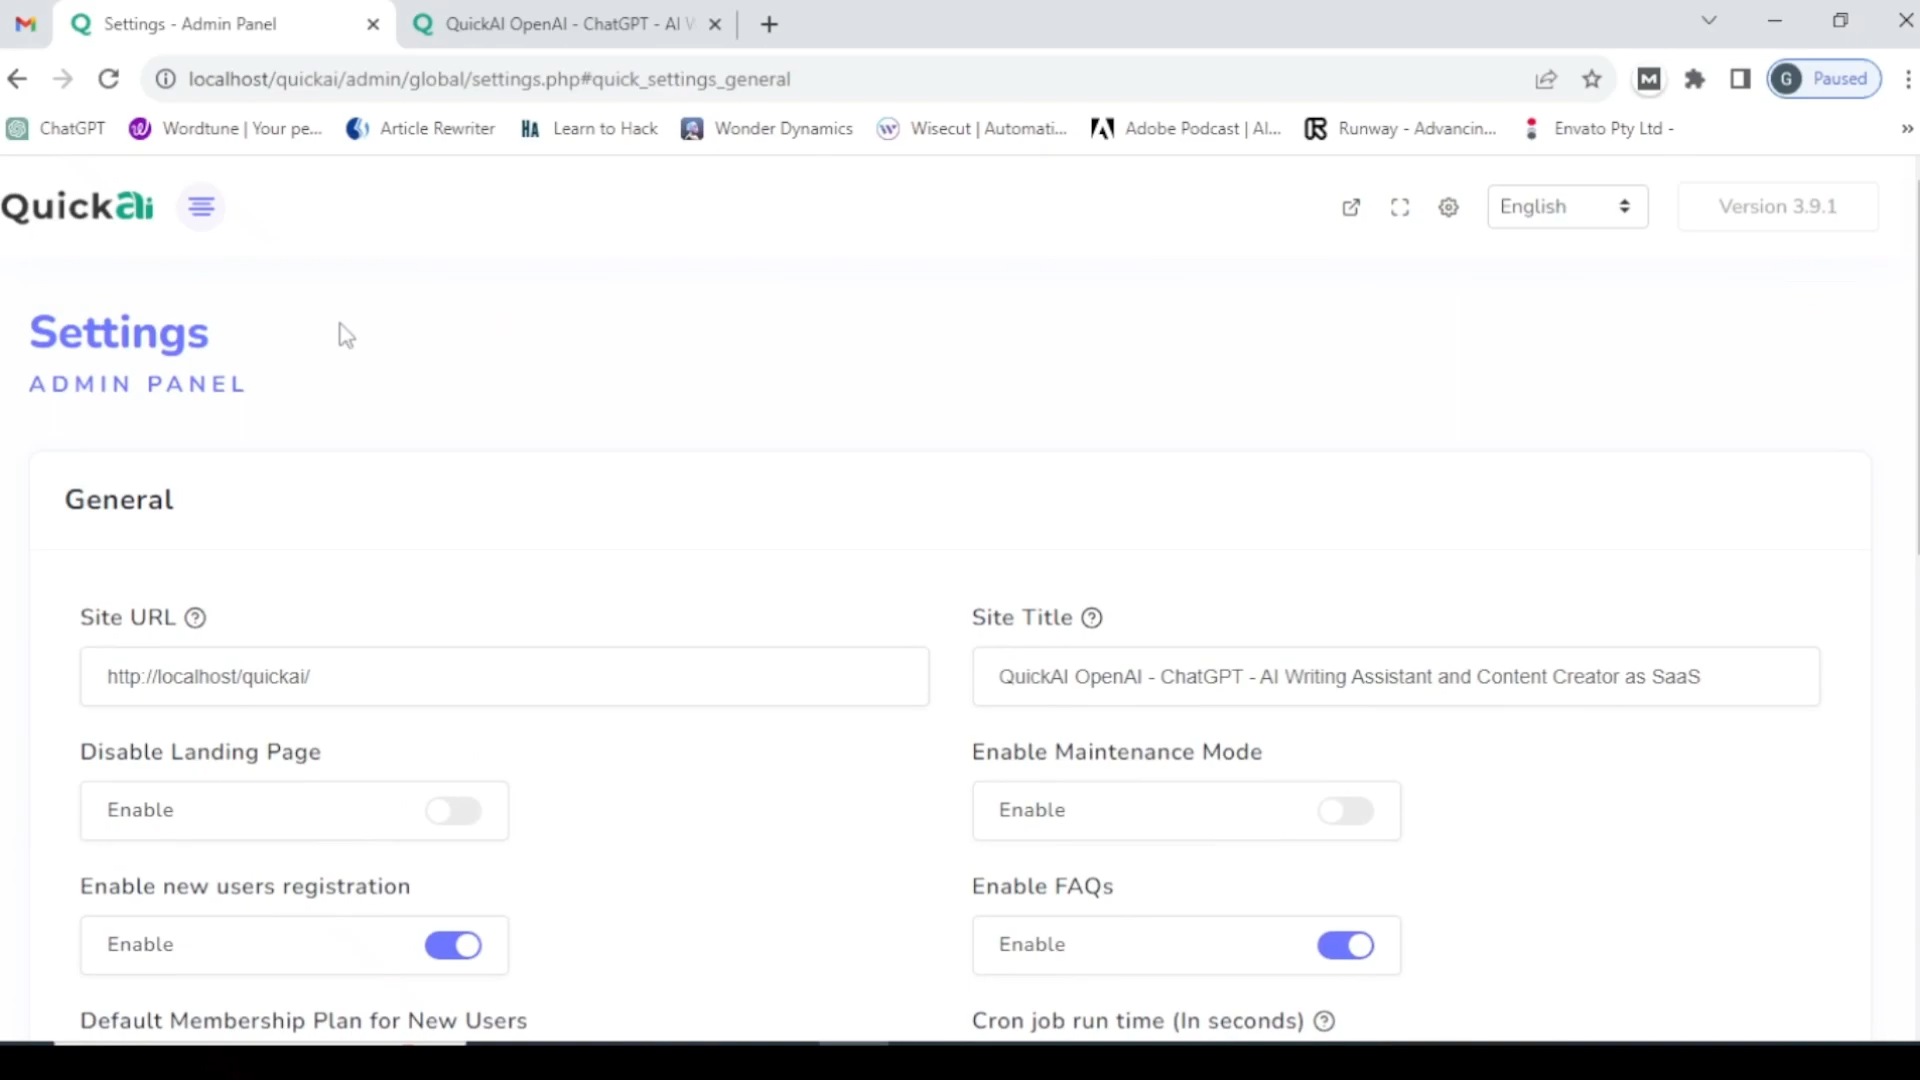 Settings - Admin Panel
QuickAI OpenAI - ChatGPT - AI W
localhost/quickai/admin/global/settings.php#quick_settings_general
G Paused
ChatGPT
Wordtune | Your pe...
Article Rewriter
HA Learn to Hack
Wonder Dynamics
Wisecut | Automati...
Adobe Podcast | AI...
Runway - Advancin...
Envato Pty Ltd -
QuickAi
English
Version 3.9.1
Settings
ADMIN PANEL
General
Site URL
Site Title
http://localhost/quickai/
QuickAI OpenAI - ChatGPT - AI Writing Assistant and Content Creator as SaaS
Disable Landing Page
Enable Maintenance Mode
Enable
Enable
Enable new users registration
Enable FAQs
Enable
Enable
Default Membership Plan for New Users
Cron job run time (In seconds)